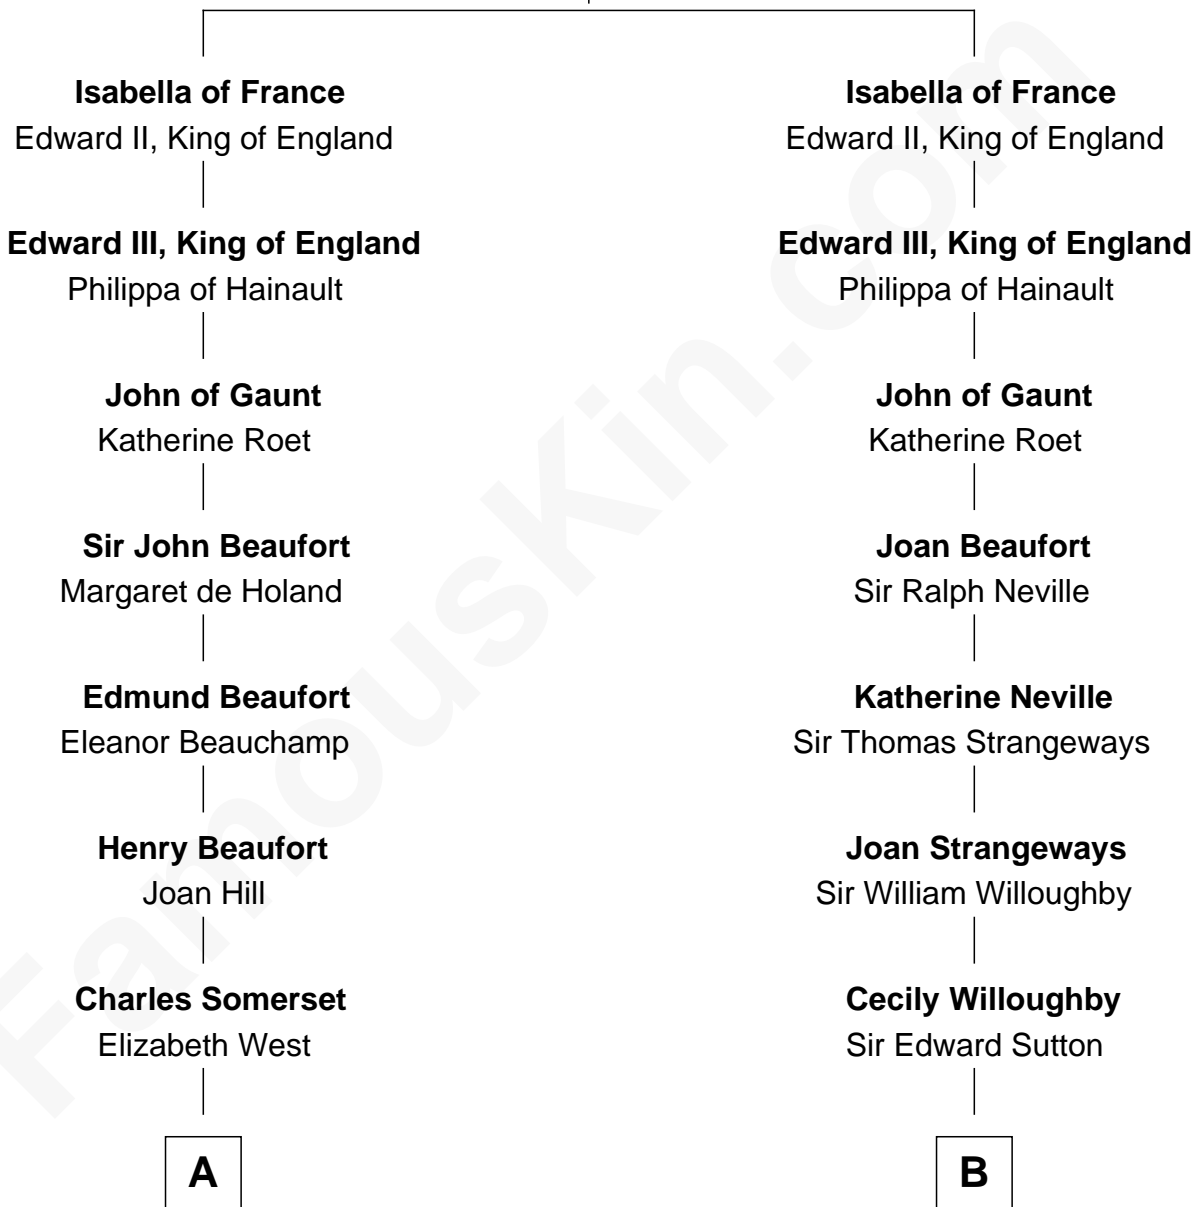 Isabella of France
Edward II, King of England
Edward III, King of England
Philippa of Hainault
John of Gaunt
Katherine Roet
Sir John Beaufort
Margaret de Holand
Edmund Beaufort
Eleanor Beauchamp
Henry Beaufort
Joan Hill
Charles Somerset
Elizabeth West
A
Isabella of France
Edward II, King of England
Edward III, King of England
Philippa of Hainault
John of Gaunt
Katherine Roet
Joan Beaufort
Sir Ralph Neville
Katherine Neville
Sir Thomas Strangeways
Joan Strangeways
Sir William Willoughby
Cecily Willoughby
Sir Edward Sutton
B
FamousKin.com